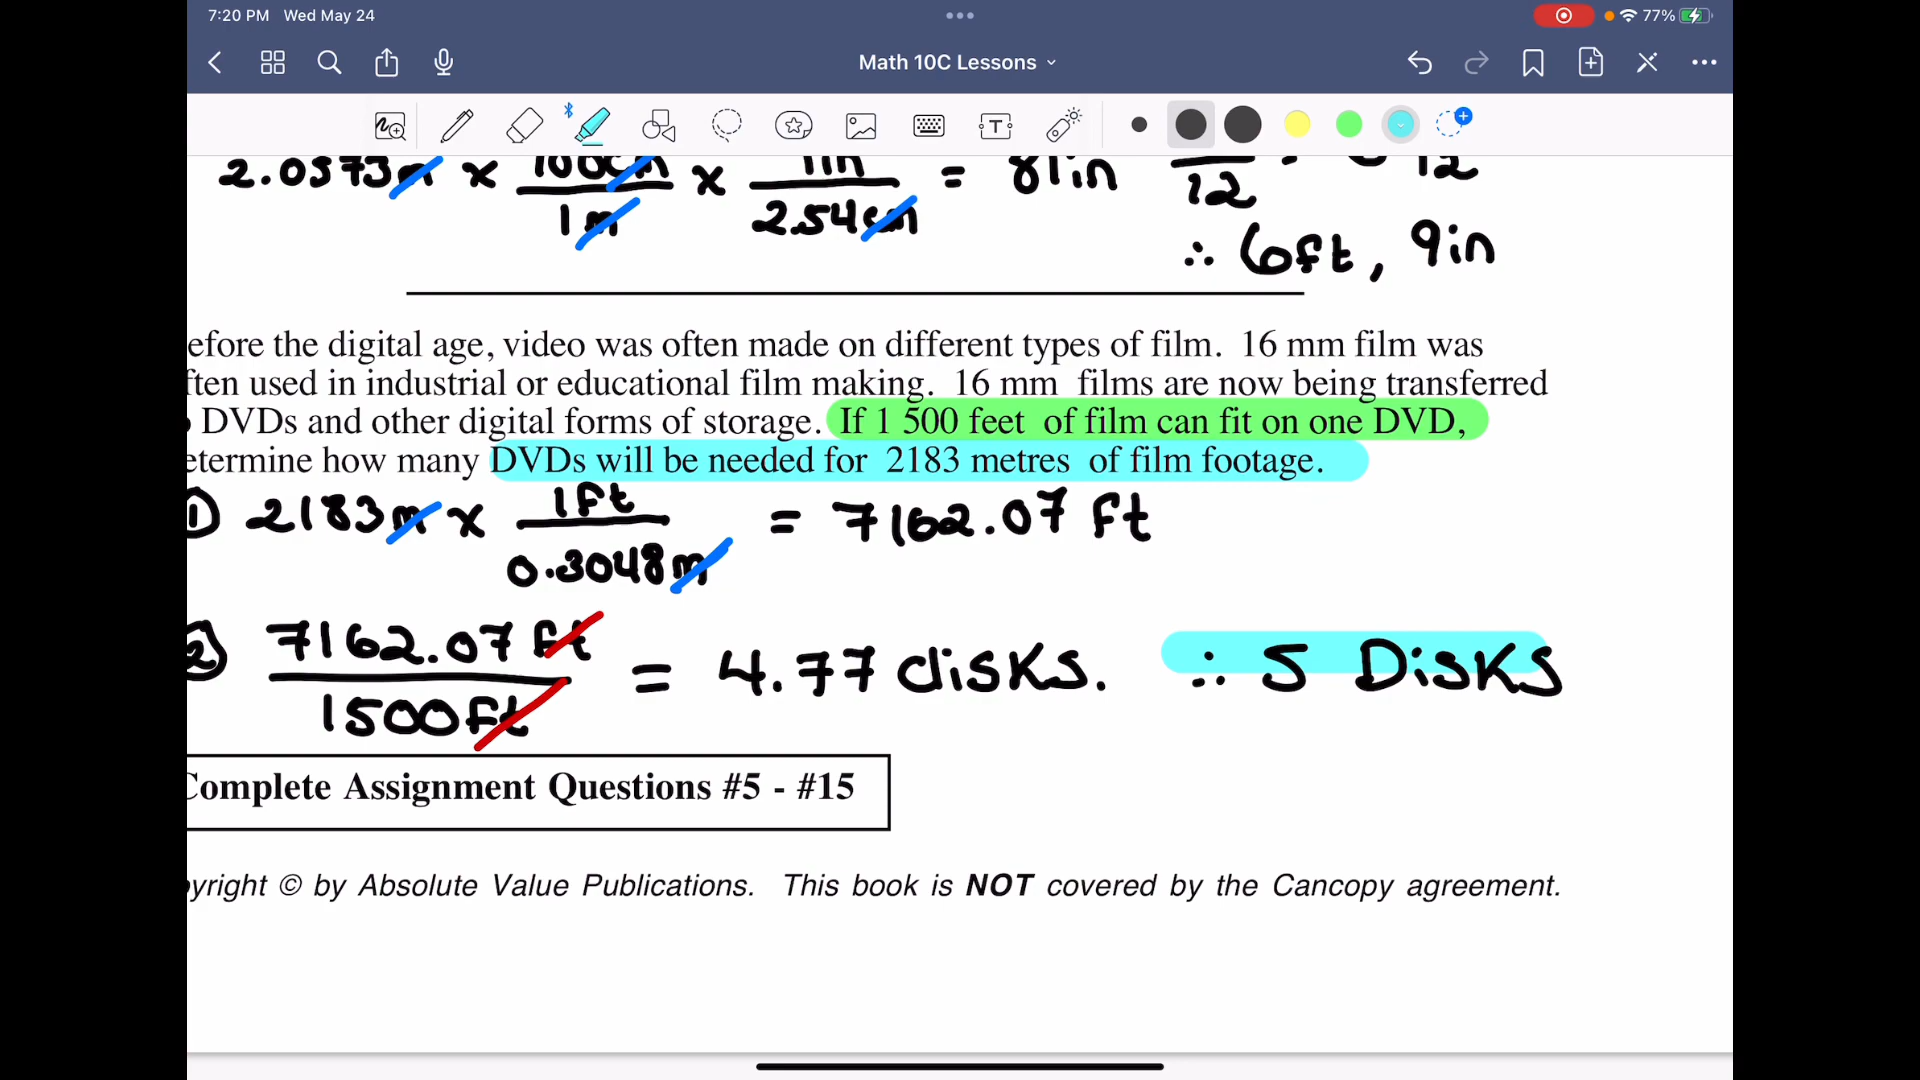 7:20 PM Wed May 24
77%
Math 10C Lessons
2.0573m x 100cm/1m x 1in/2.54cm = 81in
12
12
∴ 6ft, 9in
efore the digital age, video was often made on different types of film. 16 mm film was
ften used in industrial or educational film making. 16 mm films are now being transferred
DVDs and other digital forms of storage. If 1 500 feet of film can fit on one DVD,
etermine how many DVDs will be needed for 2183 metres of film footage.
1) 2183m x 1ft/0.3048m = 7162.07 ft
2) 7162.07 ft/1500ft = 4.77 disks. ∴ 5 Disks
Complete Assignment Questions #5 - #15
pyright © by Absolute Value Publications. This book is NOT covered by the Cancopy agreement.